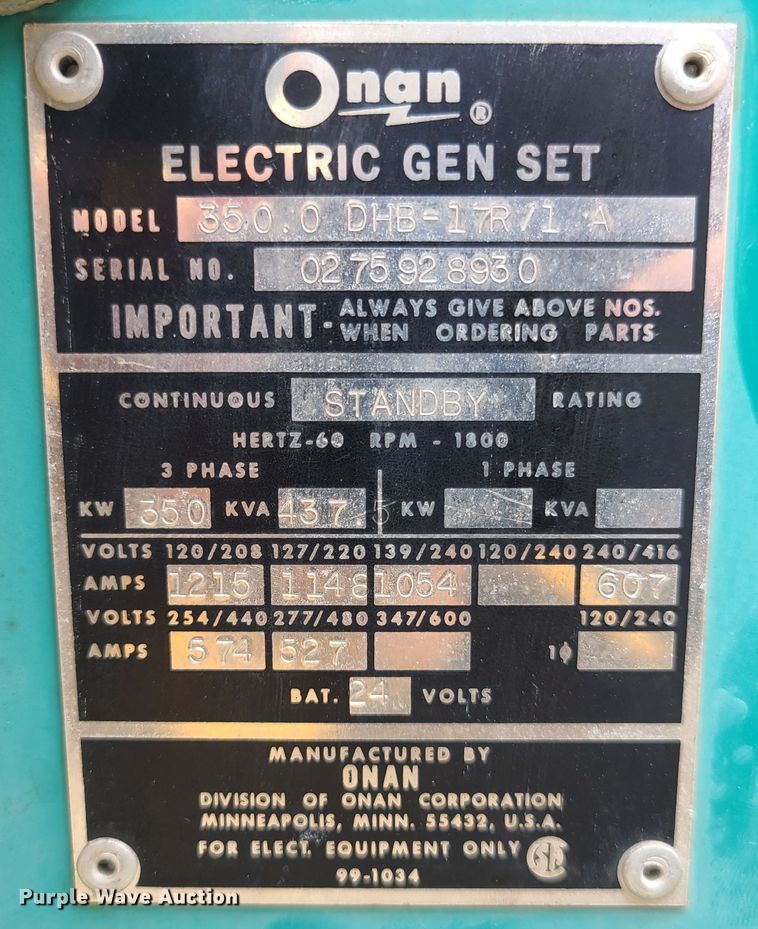 Onan®
ELECTRIC GEN SET
MODEL 350.0 DHB-17R/1 A
SERIAL NO. 0275928930
IMPORTANT- ALWAYS GIVE ABOVE NOS.
WHEN ORDERING PARTS
CONTINUOUS STANDBY RATING
HERTZ-60 RPM - 1800
3 PHASE 1 PHASE
KW 350 KVA 437.5 KW KVA
VOLTS 120/208 127/220 139/240 120/240 240/416
AMPS 1215 1148 1054 607
VOLTS 254/440 277/480 347/600 120/240
AMPS 574 527 1ϕ
BAT. 24 VOLTS
MANUFACTURED BY
ONAN
DIVISION OF ONAN CORPORATION
MINNEAPOLIS, MINN. 55432, U.S.A.
FOR ELECT. EQUIPMENT ONLY SA
99-1034
Purple Wave Auction